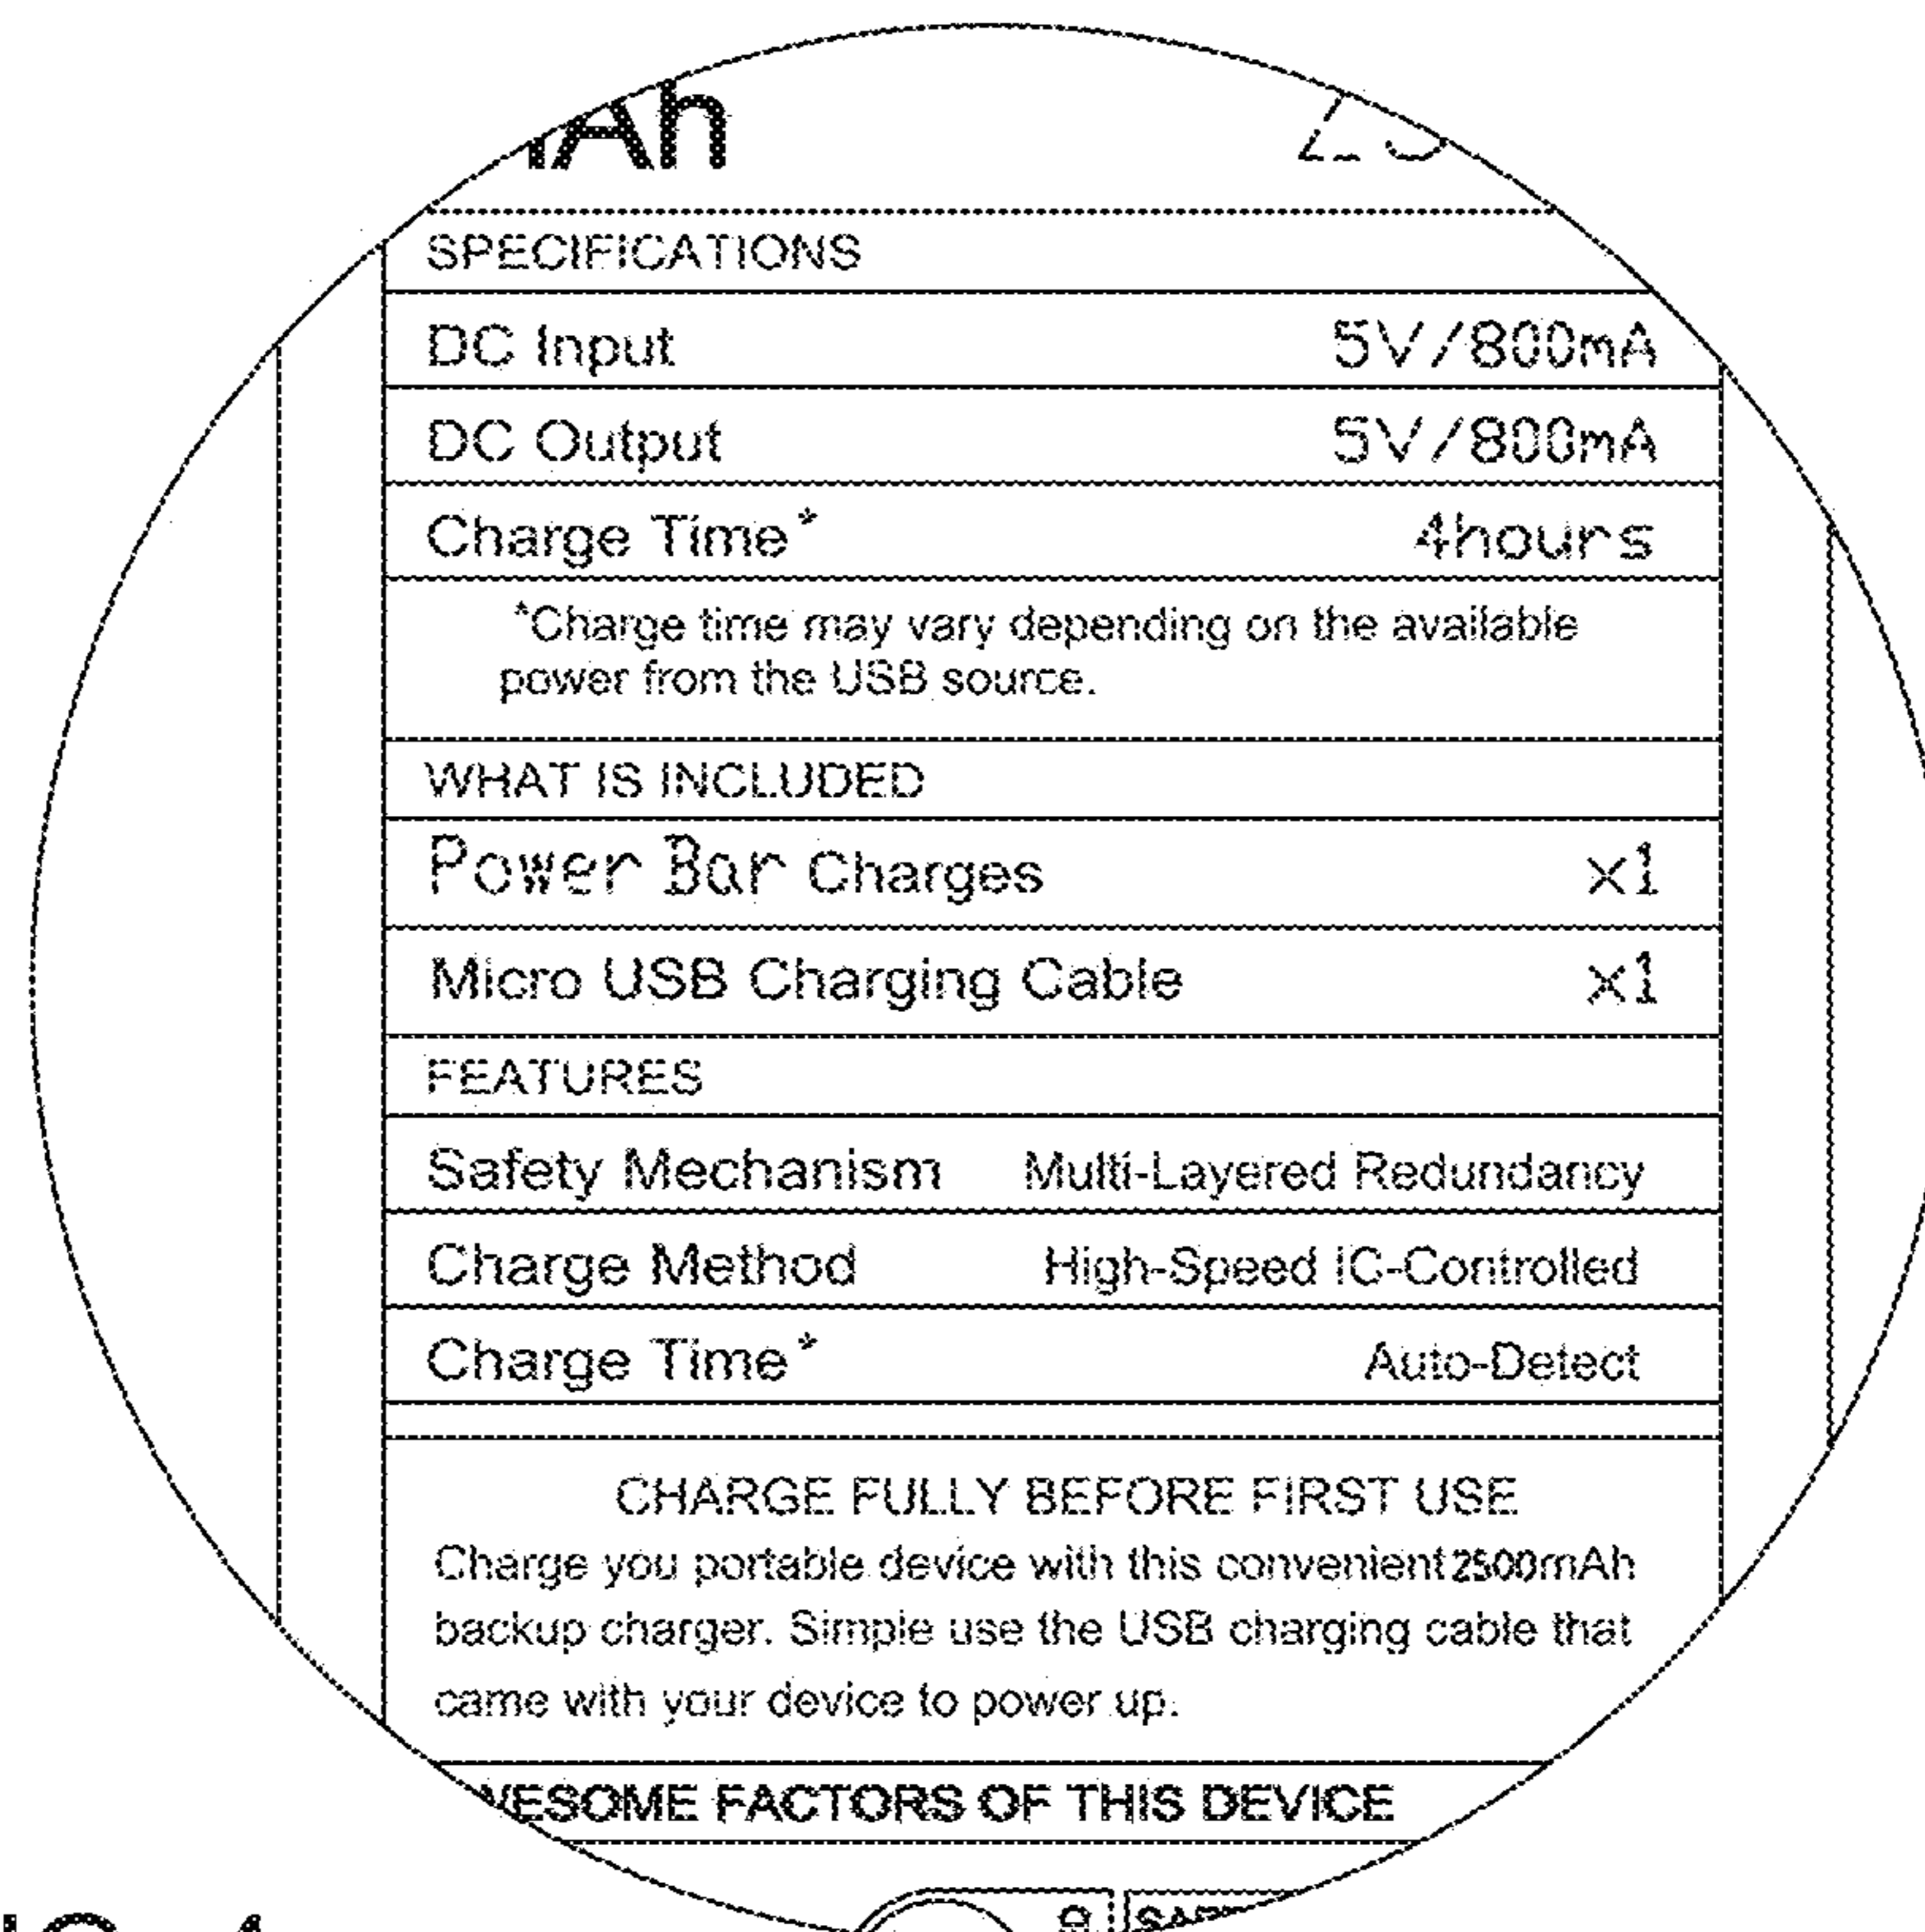 SPECIFICATIONS
DC Input 5V/800mA
DC Output 5V/800mA
Charge Time* 4hours
*Charge time may vary depending on the available
power from the USB source.
WHAT IS INCLUDED
Power Bar Charges x1
Micro USB Charging Cable x1
FEATURES
Safety Mechanism Multi-Layered Redundancy
Charge Method High-Speed IC-Controlled
Charge Time* Auto-Detect
CHARGE FULLY BEFORE FIRST USE
Charge you portable device with this convenient 2500mAh
backup charger. Simple use the USB charging cable that
came with your device to power up.
FACTORS OF THIS DEVICE